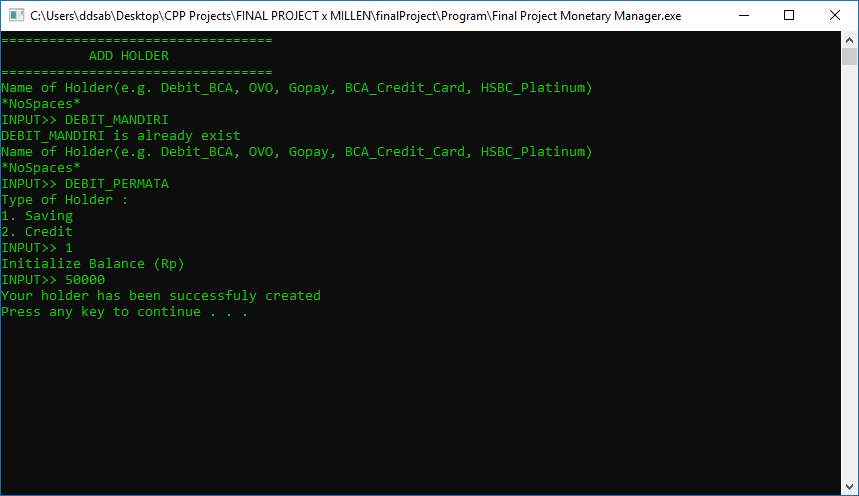 C:\Users\ddsab\Desktop\CPP Projects\FINAL PROJECT x MILLEN\finalProject\Program\Final Project Monetary Manager.exe
==================================
ADD HOLDER
==================================
Name of Holder(e.g. Debit_BCA, OVO, Gopay, BCA_Credit_Card, HSBC_Platinum)
*NoSpaces*
INPUT>> DEBIT_MANDIRI
DEBIT_MANDIRI is already exist
Name of Holder(e.g. Debit_BCA, OVO, Gopay, BCA_Credit_Card, HSBC_Platinum)
*NoSpaces*
INPUT>> DEBIT_PERMATA
Type of Holder :
1. Saving
2. Credit
INPUT>> 1
Initialize Balance (Rp)
INPUT>> 50000
Your holder has been successfuly created
Press any key to continue . . .